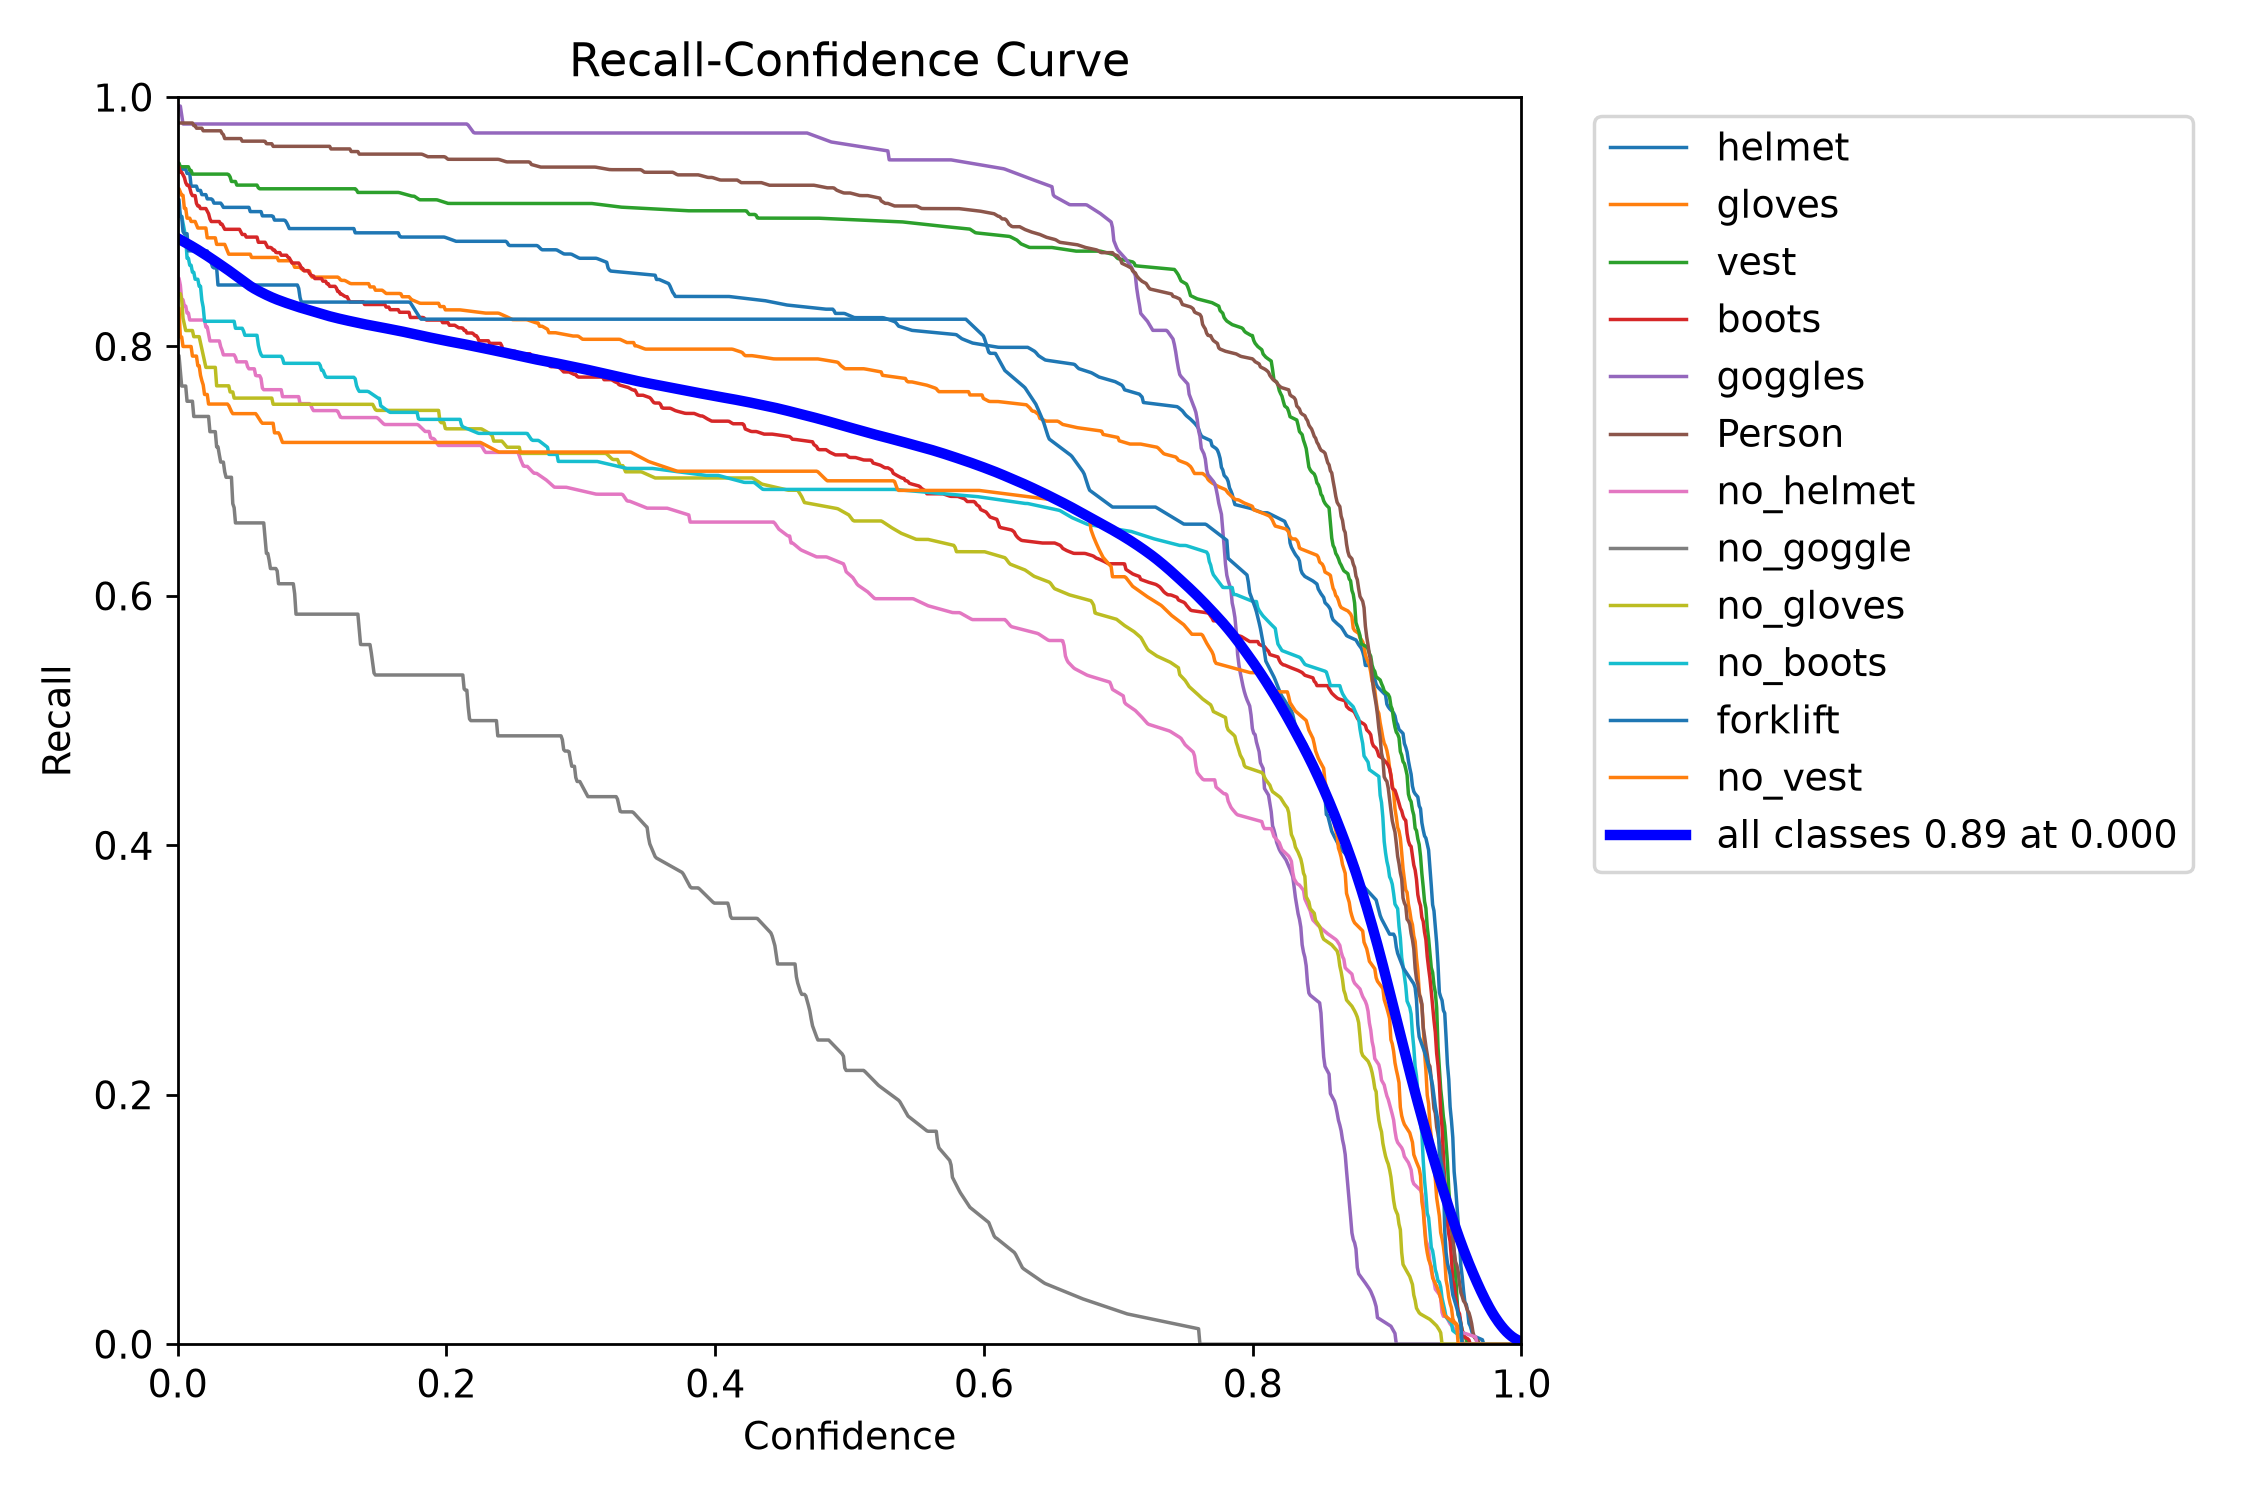 Recall-Confidence Curve
1.0
0.8
0.6
0.4
0.2
0.0
Recall
0.0 0.2 0.4 0.6 0.8 1.0
Confidence
helmet
gloves
vest
boots
goggles
Person
no_helmet
no_goggle
no_gloves
no_boots
forklift
no_vest
all classes 0.89 at 0.000